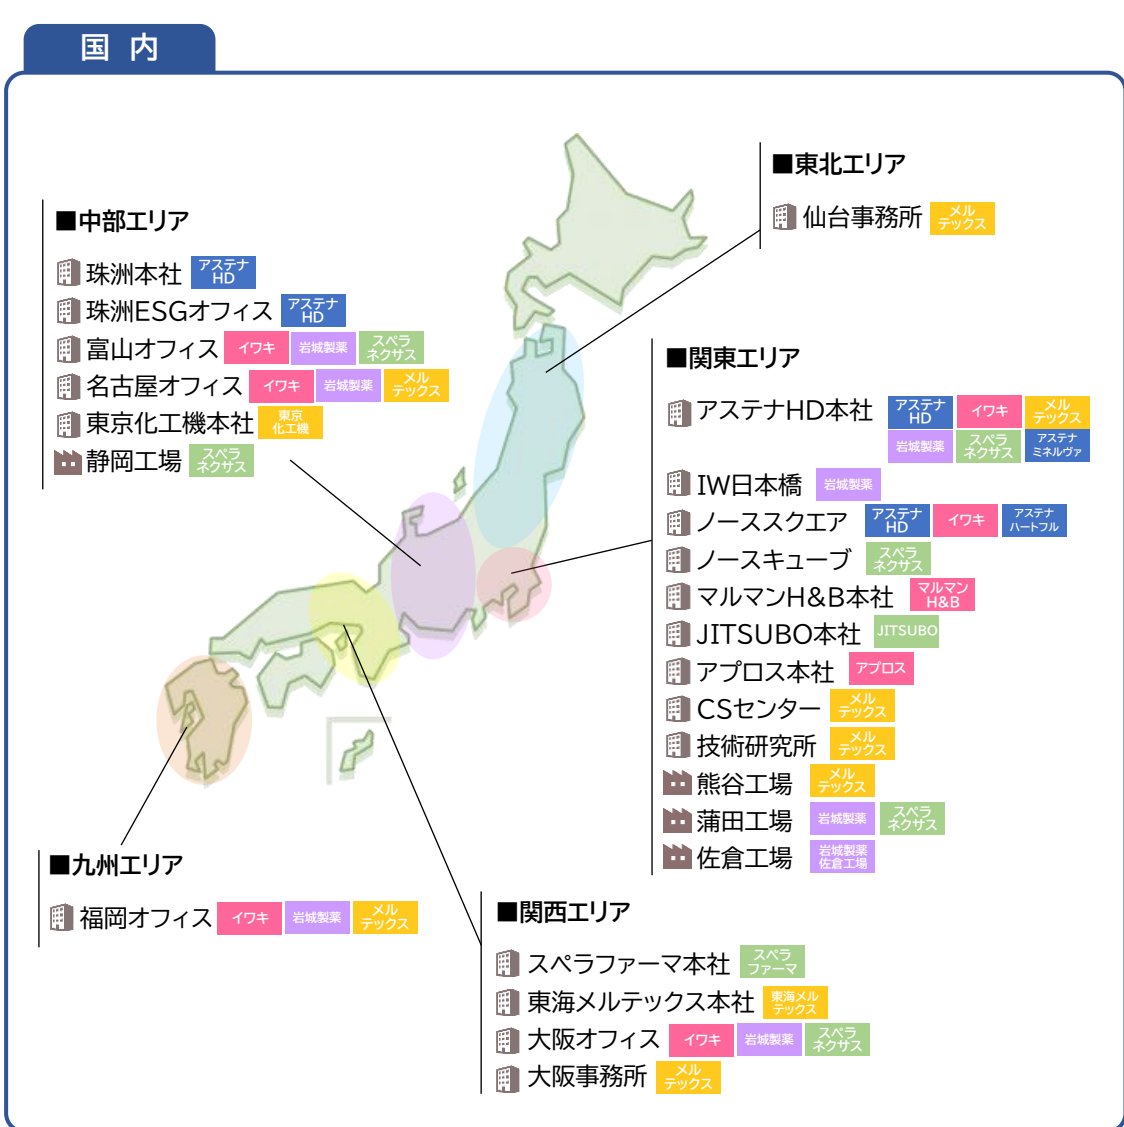 国内
■中部エリア
珠洲本社 アステナ
HD
珠洲ESGオフィス アステナ
HD
富山オフィス イワキ 岩城製薬 スペラ
ネクサス
名古屋オフィス イワキ 岩城製薬 メル
テックス
東京化工機本社 東京
化工機
静岡工場 スペラ
ネクサス
■東北エリア
仙台事務所 メル
テックス
■関東エリア
アステナHD本社 アステナ
HD
イワキ
メル
テックス
岩城製薬
スペラ
ネクサス
アステナ
ミネルヴァ
IW日本橋 岩城製薬
ノーススクエア アステナ
HD
イワキ
アステナ
ハートフル
ノースキューブ スペラ
ネクサス
マルマンH&B本社 マルマン
H&B
JITSUBO本社 JITSUBO
アプロス本社 アプロス
CSセンター メル
テックス
技術研究所 メル
テックス
熊谷工場 メル
テックス
蒲田工場 岩城製薬 スペラ
ネクサス
佐倉工場 岩城製薬
佐倉工場
■九州エリア
福岡オフィス イワキ 岩城製薬 メル
テックス
■関西エリア
スペラファーマ本社 スペラ
ファーマ
東海メルテックス本社 東海メル
テックス
大阪オフィス イワキ 岩城製薬 スペラ
ネクサス
大阪事務所 メル
テックス